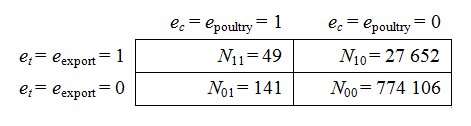 e_c = e_poultry = 1 e_c = e_poultry = 0
e_t = e_export = 1 N_11 = 49 N_10 = 27 652
e_t = e_export = 0 N_01 = 141 N_00 = 774 106